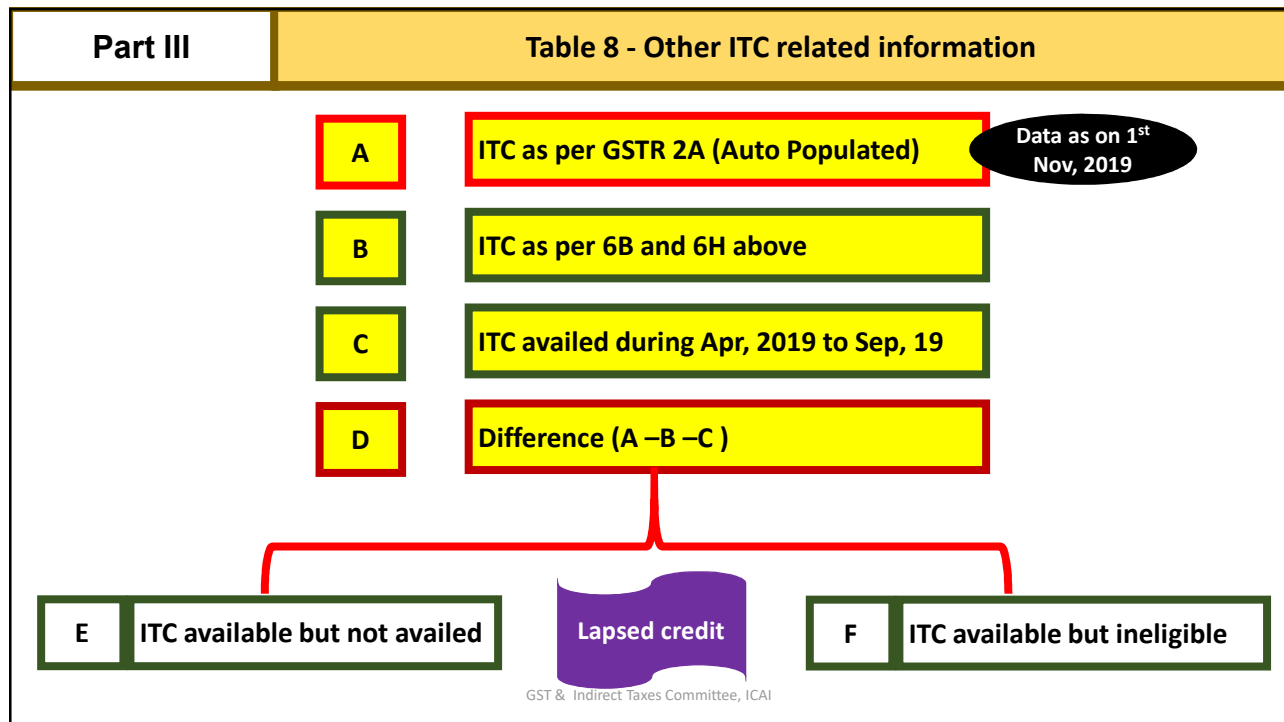 Part III
Table 8 - Other ITC related information
A
ITC as per GSTR 2A (Auto Populated)
Data as on 1st
Nov, 2019
B
ITC as per 6B and 6H above
C
ITC availed during Apr, 2019 to Sep, 19
D
Difference (A –B –C )
E
ITC available but not availed
Lapsed credit
F
ITC available but ineligible
GST & Indirect Taxes Committee, ICAI